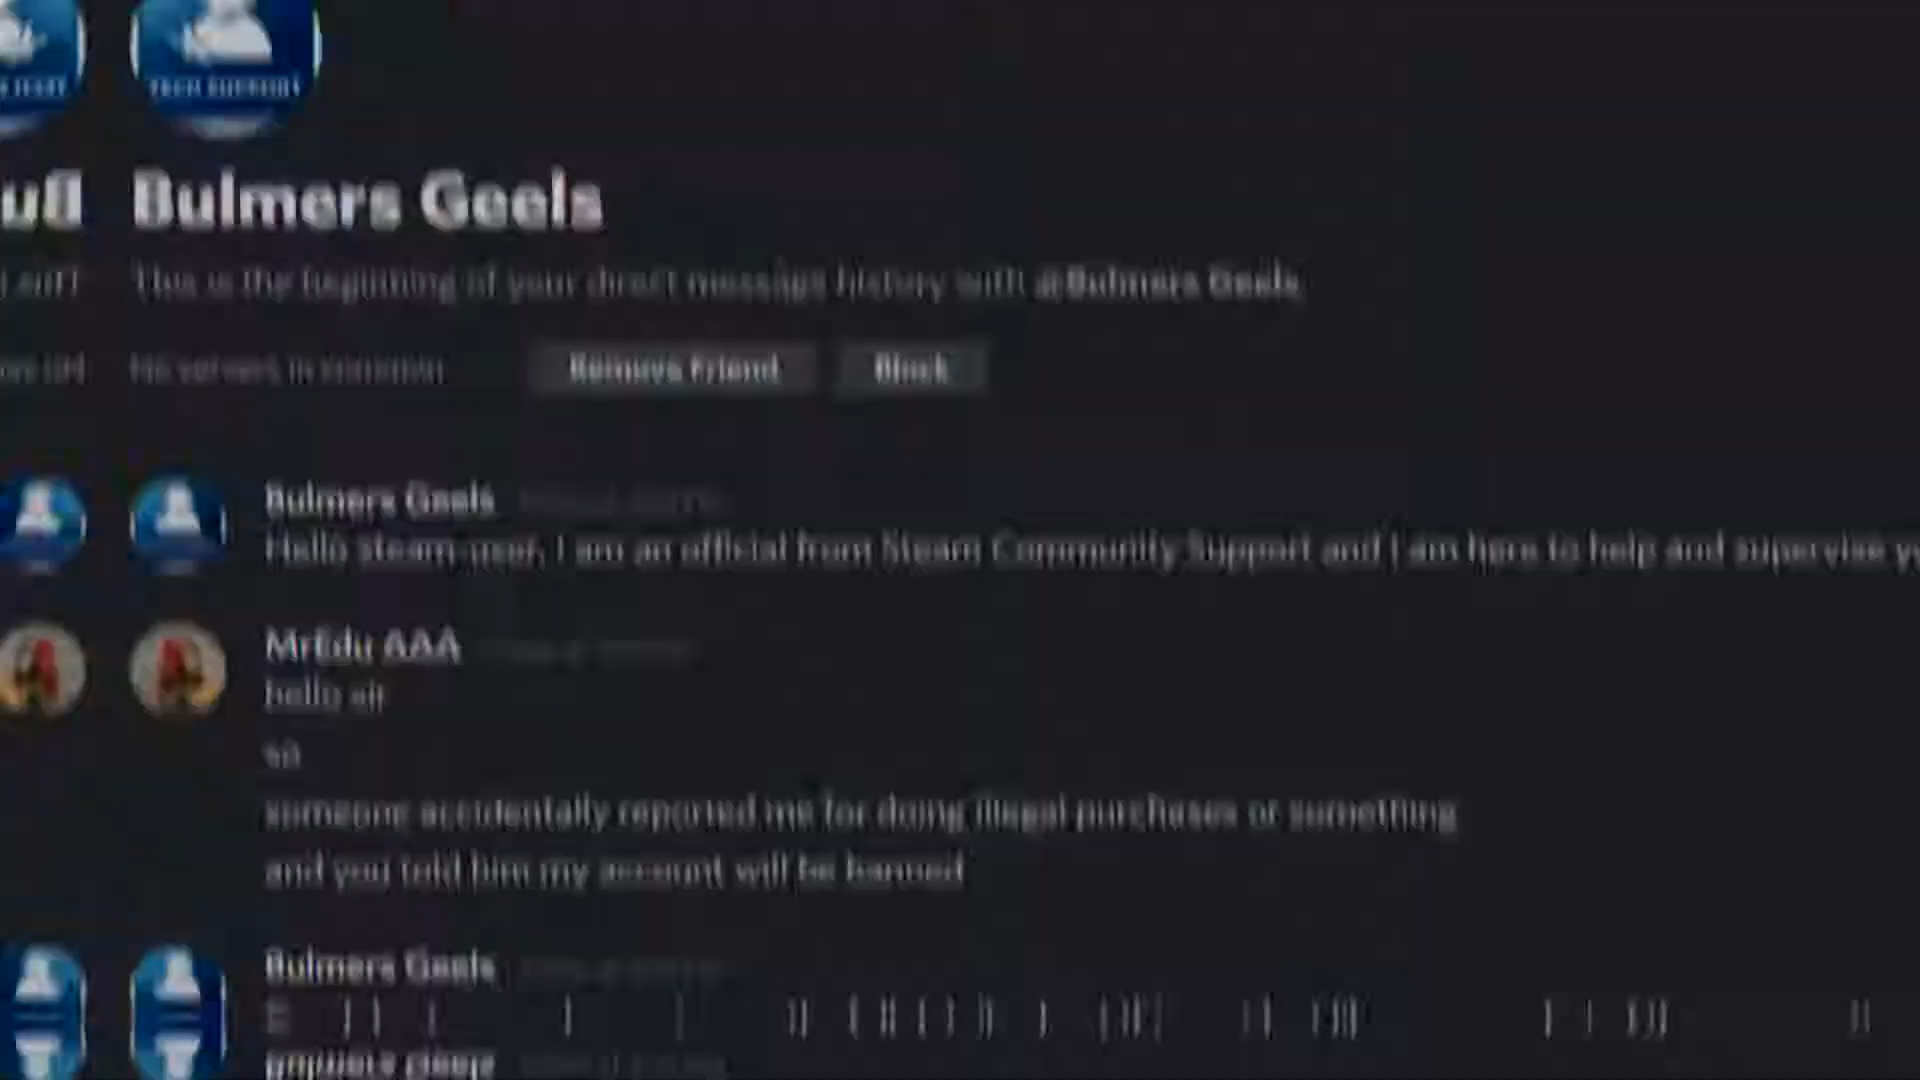 TECH SUPPORT
Bulmers Geels
This is the beginning of your direct message history with @Bulmers Geels.
No servers in common Remove Friend Block
Bulmers Geels
Hello steam user, I am an official from Steam Community Support and I am here to help and supervise
MrEdu AAA
hello sir
so
someone accidentally reported me for doing illegal purchases or something
and you told him my account will be banned
Bulmers Geels